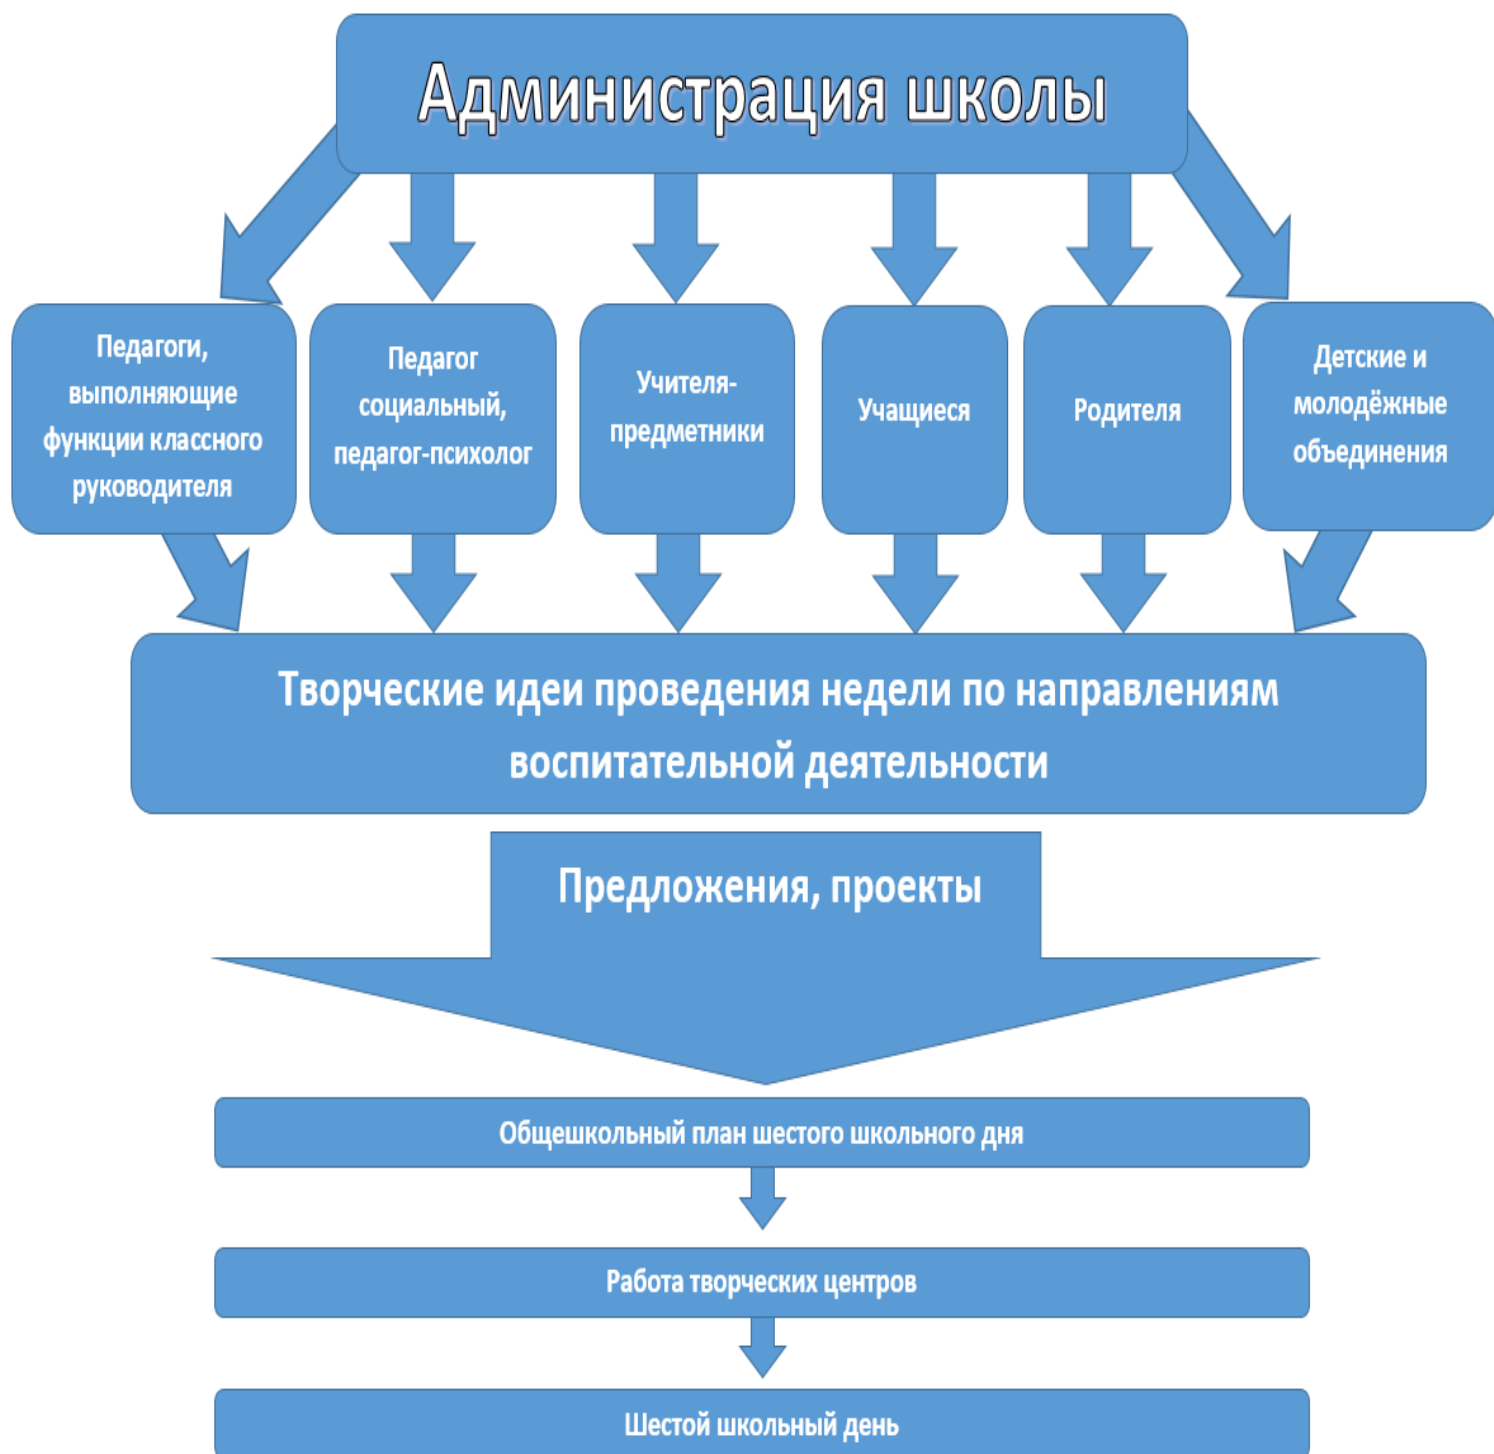 Администрация школы
Педагоги,
выполняющие
функции классного
руководителя
Педагог
социальный,
педагог-психолог
Учителя-
предметники
Учащиеся
Родителя
Детские и
молодёжные
объединения
Творческие идеи проведения недели по направлениям
воспитательной деятельности
Предложения, проекты
Общешкольный план шестого школьного дня
Работа творческих центров
Шестой школьный день